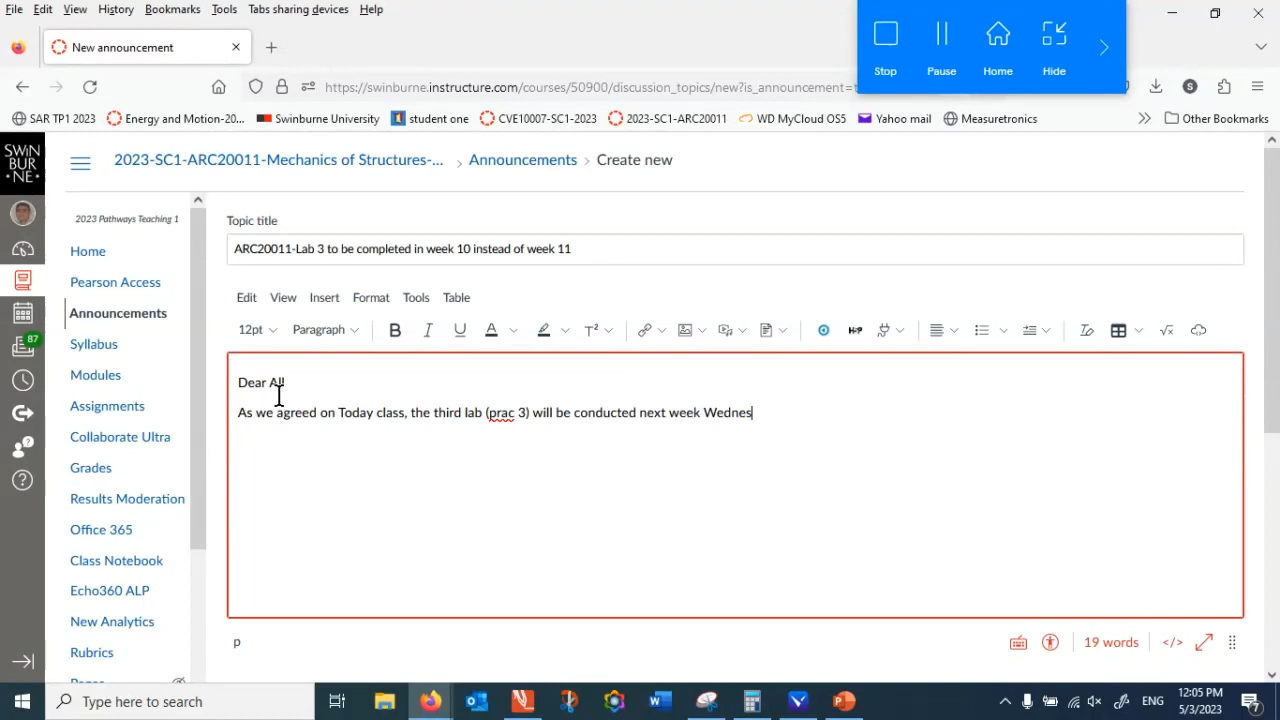 File Edit View History Bookmarks Tools Tabs sharing devices Help
New announcement
Stop Pause Home Hide
https://swinburne.instructure.com/courses/50900/discussion_topics/new?is_announcement=t
SAR TP1 2023 Energy and Motion-20... Swinburne University student one CVE10007-SC1-2023 2023-SC1-ARC20011 WD MyCloud OS5 Yahoo mail Measuretronics Other Bookmarks
SWIN
BUR
NE
2023-SC1-ARC20011-Mechanics of Structures-... > Announcements > Create new
2023 Pathways Teaching 1
Home
Pearson Access
Announcements
Syllabus
Modules
Assignments
Collaborate Ultra
Grades
Results Moderation
Office 365
Class Notebook
Echo360 ALP
New Analytics
Rubrics
87
Topic title
ARC20011-Lab 3 to be completed in week 10 instead of week 11
Edit View Insert Format Tools Table
12pt Paragraph B I U A T² H-P √x
Dear All
As we agreed on Today class, the third lab (prac 3) will be conducted next week Wednes
p
19 words </>
Type here to search
ENG
12:05 PM
5/3/2023
7